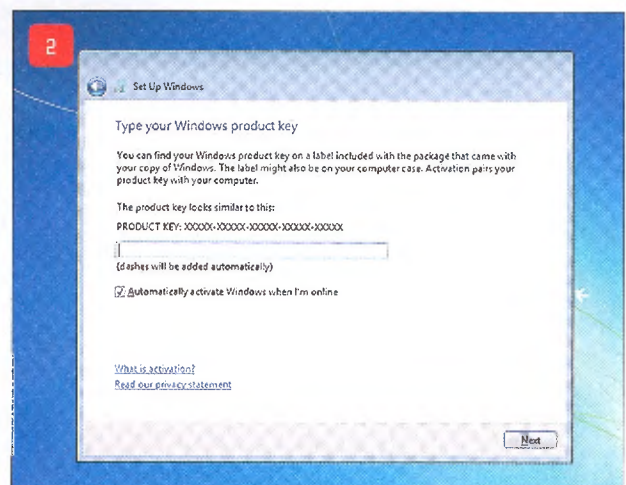 2
Set Up Windows
Type your Windows product key
You can find your Windows product key on a label included with the package that came with
your copy of Windows. The label might also be on your computer case. Activation pairs your
product key with your computer.
The product key looks similar to this:
PRODUCT KEY: XXXXX-XXXXX-XXXXX-XXXXX-XXXXX
(dashes will be added automatically)
Automatically activate Windows when I'm online
What is activation?
Read our privacy statement
Next